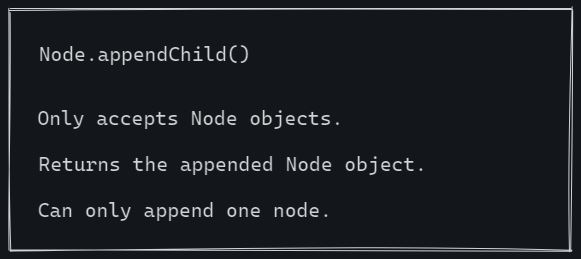 Node.appendChild()
Only accepts Node objects.
Returns the appended Node object.
Can only append one node.